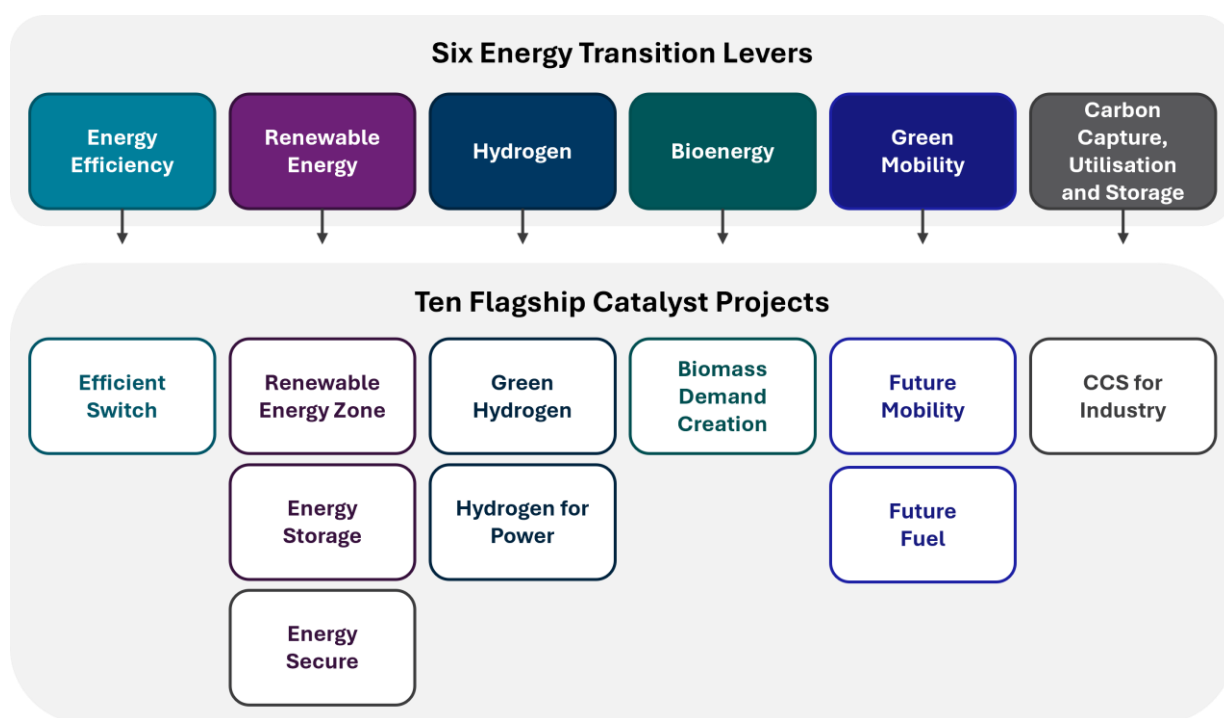 Six Energy Transition Levers
Energy
Efficiency
Renewable
Energy
Hydrogen
Bioenergy
Green
Mobility
Carbon
Capture,
Utilisation
and Storage
Ten Flagship Catalyst Projects
Efficient
Switch
Renewable
Energy Zone
Green
Hydrogen
Biomass
Demand
Creation
Future
Mobility
CCS for
Industry
Energy
Storage
Hydrogen for
Power
Future
Fuel
Energy
Secure